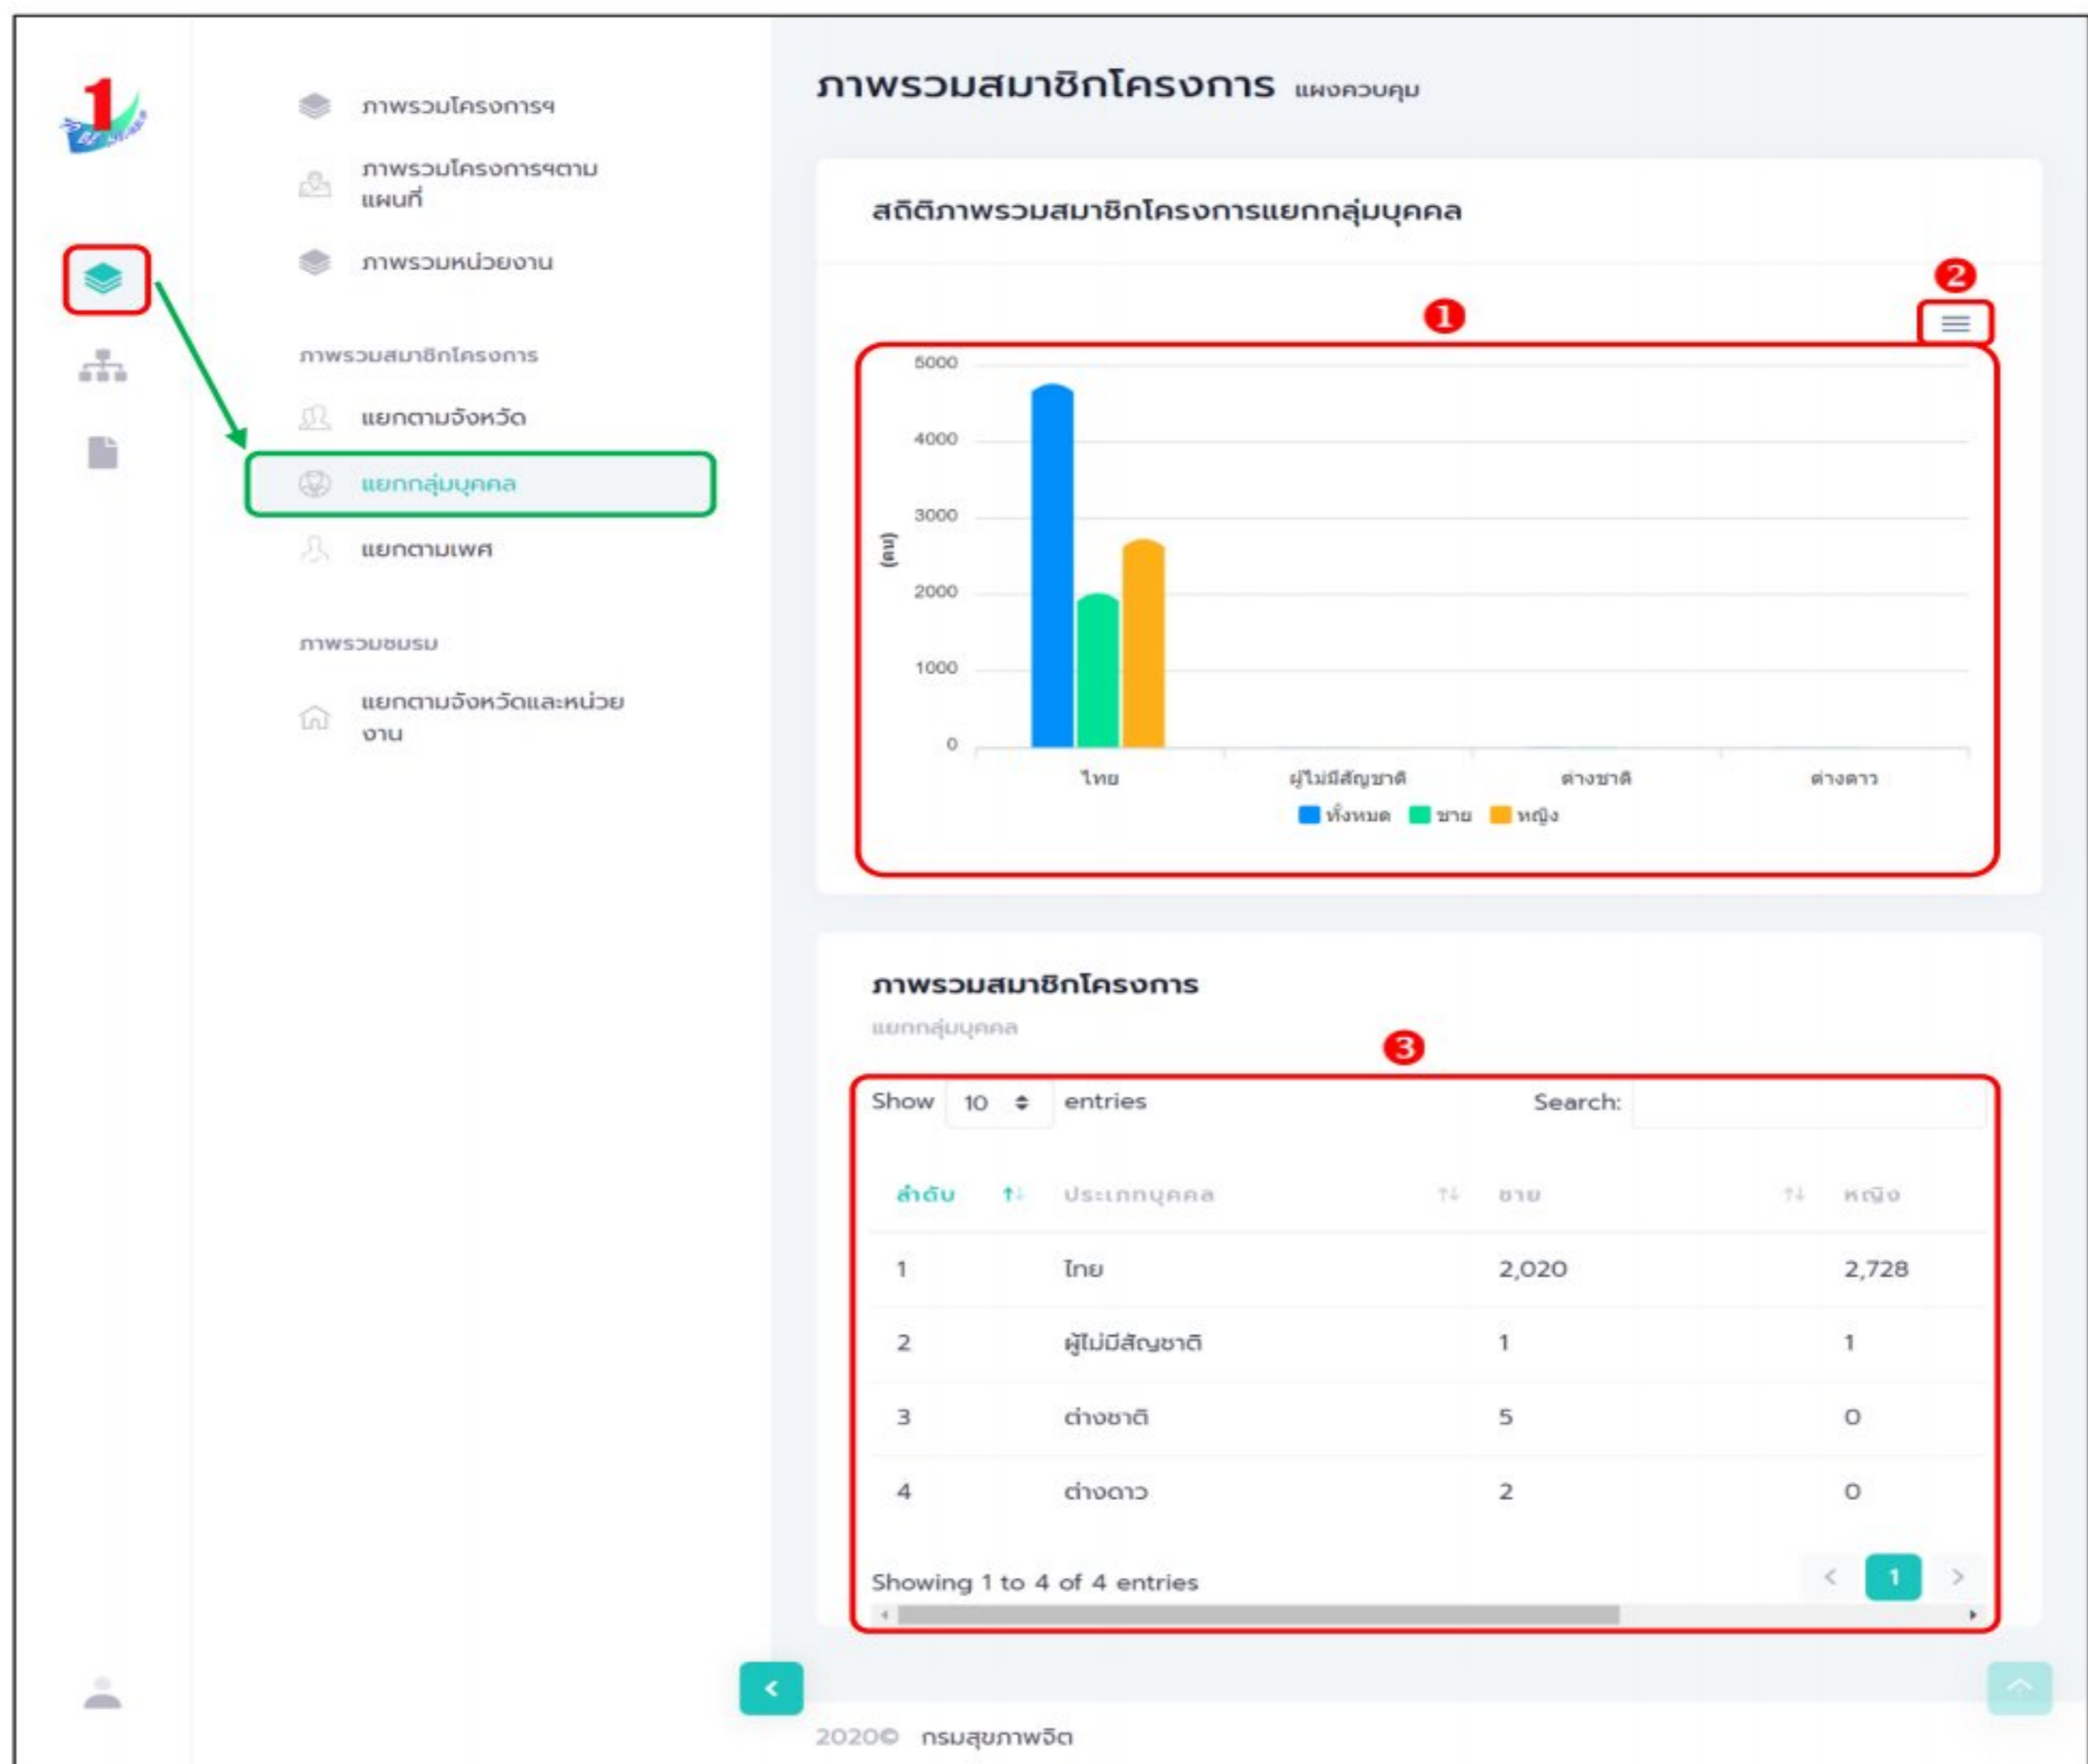 1
ภาพรวมโครงการฯ
ภาพรวมโครงการฯตาม
แผนที่
ภาพรวมหน่วยงาน
ภาพรวมสมาชิกโครงการ
แยกตามจังหวัด
แยกกลุ่มบุคคล
แยกตามเพศ
ภาพรวมชมรม
แยกตามจังหวัดและหน่วย
งาน
ภาพรวมสมาชิกโครงการ แผงควบคุม
สถิติภาพรวมสมาชิกโครงการแยกกลุ่มบุคคล
2
1
5000
4000
3000
2000
1000
0
(คน)
ไทย ผู้ไม่มีสัญชาติ ต่างชาติ ต่างดาว
ทั้งหมด ชาย หญิง
ภาพรวมสมาชิกโครงการ
แยกกลุ่มบุคคล
3
Show 10 entries Search:
ลำดับ ประเภทบุคคล ชาย หญิง
1 ไทย 2,020 2,728
2 ผู้ไม่มีสัญชาติ 1 1
3 ต่างชาติ 5 0
4 ต่างดาว 2 0
Showing 1 to 4 of 4 entries < 1 >
2020© กรมสุขภาพจิต